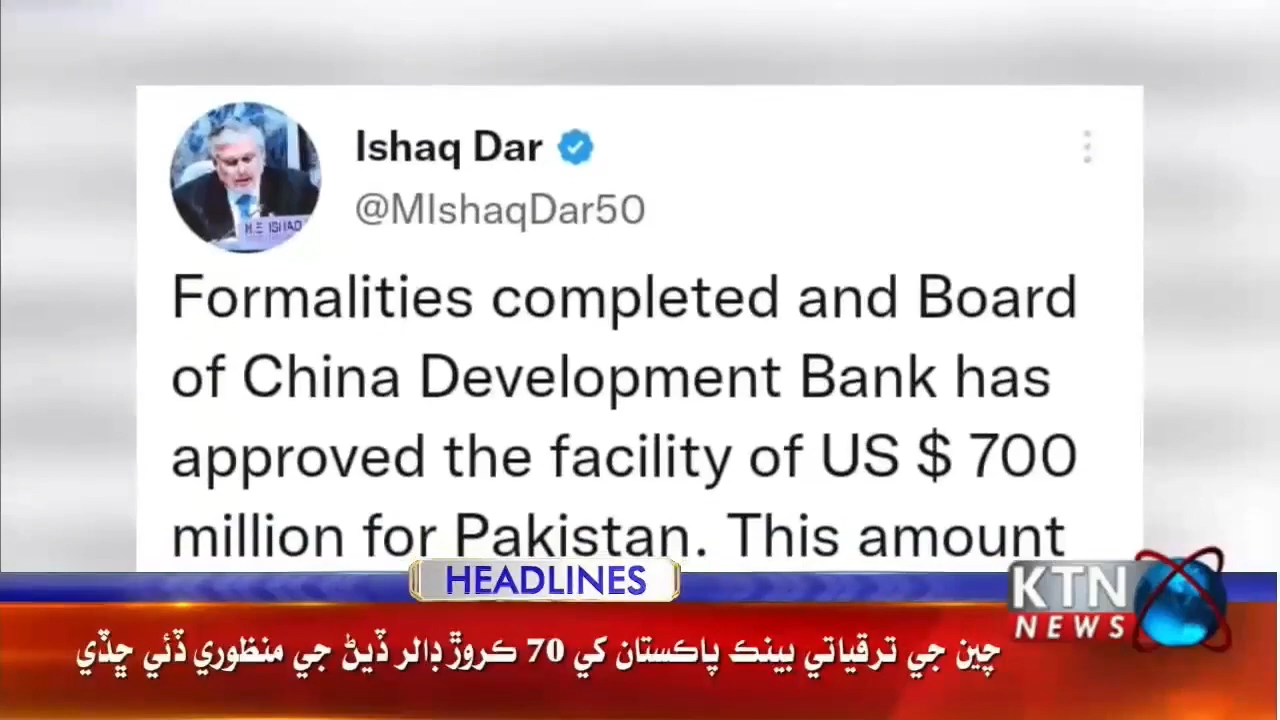 Ishaq Dar
@MIshaqDar50
Formalities completed and Board
of China Development Bank has
approved the facility of US $ 700
million for Pakistan. This amount
HEADLINES
KTN
NEWS
چين جي ترقياتي بينڪ پاڪستان کي 70 ڪروڙ ڊالر ڏيڻ جي منظوري ڏئي ڇڏي